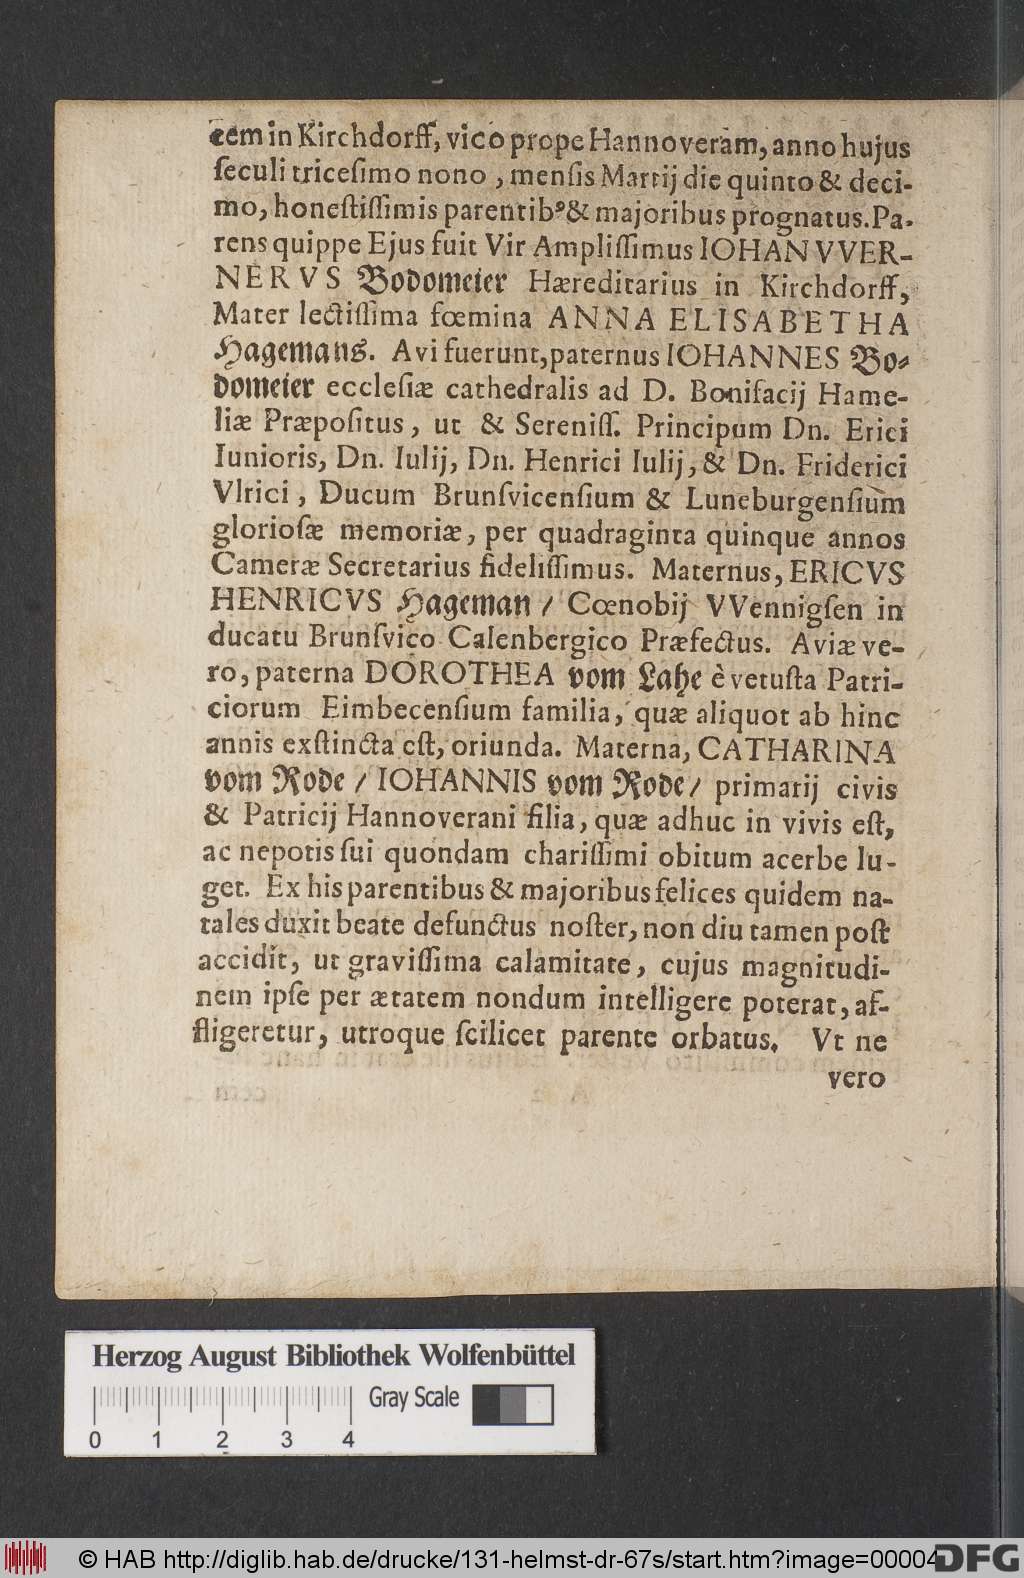 cem in Kirchdorff, vico prope Hannoveram, anno hujus
ſeculi triceſimo nono, menſis Martij die quinto & deci-
mo, honeſtiſſimis parentibꝰ & majoribus prognatus. Pa-
rens quippe Ejus fuit Vir Ampliſſimus IOHAN VVER-
NERVS Bodomeier Hæreditarius in Kirchdorff,
Mater lectiſſima fœmina ANNA ELISABETHA
Hagemans. Avi fuerunt, paternus IOHANNES Bo-
domeier eccleſiæ cathedralis ad D. Bonifacij Hame-
liæ Præpoſitus, ut & Sereniſſ. Principum Dn. Erici
Iunioris, Dn. Iulij, Dn. Henrici Iulij, & Dn. Friderici
Vlrici, Ducum Brunſvicenſium & Luneburgenſium
glorioſæ memoriæ, per quadraginta quinque annos
Cameræ Secretarius fideliſſimus. Maternus, ERICVS
HENRICVS Hageman / Cœnobij VVennigſen in
ducatu Brunſvico Calenbergico Præfectus. Aviæ ve-
ro, paterna DOROTHEA vom Lahe è vetuſta Patri-
ciorum Eimbecenſium familia, quæ aliquot ab hinc
annis exſtincta eſt, oriunda. Materna, CATHARINA
vom Rode / IOHANNIS vom Rode / primarij civis
& Patricij Hannoverani filia, quæ adhuc in vivis eſt,
ac nepotis ſui quondam chariſſimi obitum acerbe lu-
get. Ex his parentibus & majoribus felices quidem na-
tales duxit beate defunctus noſter, non diu tamen poſt
accidit, ut graviſſima calamitate, cujus magnitudi-
nem ipſe per ætatem nondum intelligere poterat, af-
fligeretur, utroque ſcilicet parente orbatus. Vt ne
vero
Herzog August Bibliothek Wolfenbüttel
Gray Scale
0 1 2 3 4
© HAB http://diglib.hab.de/drucke/131-helmst-dr-67s/start.htm?image=00004
DFG